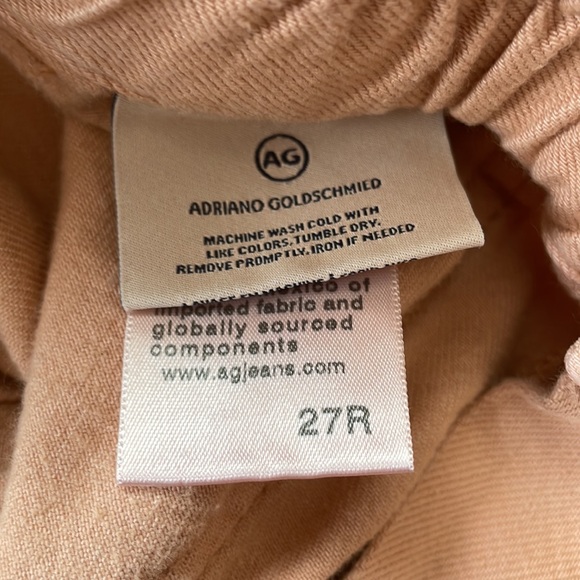 AG
ADRIANO GOLDSCHMIED
MACHINE WASH COLD WITH
LIKE COLORS. TUMBLE DRY.
REMOVE PROMPTLY. IRON IF NEEDED
of
imported fabric and
globally sourced
components
www.agjeans.com
27R